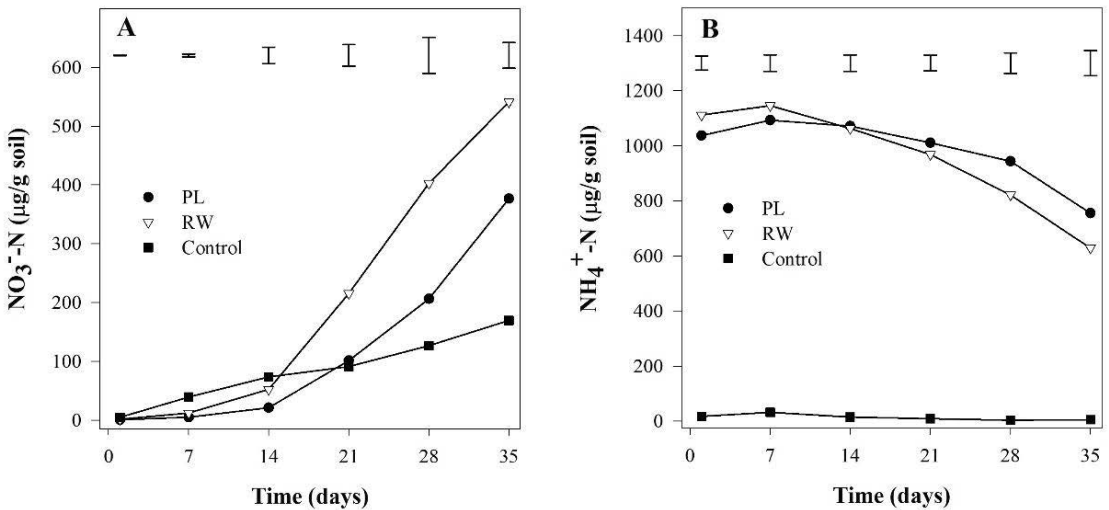 A
600
500
400
300
200
100
0
NO3- -N (µg/g soil)
PL
RW
Control
0 7 14 21 28 35
Time (days)
B
1400
1200
1000
800
600
400
200
0
NH4+ -N (µg/g soil)
PL
RW
Control
0 7 14 21 28 35
Time (days)